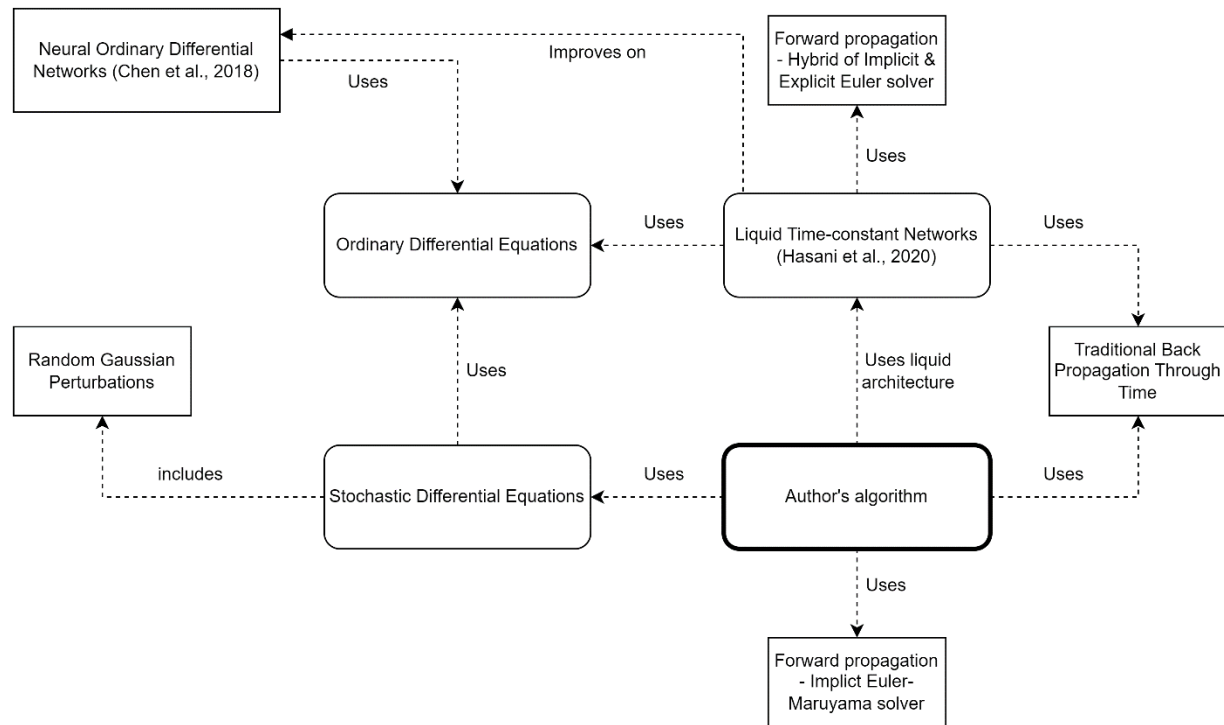 Neural Ordinary Differential
Networks (Chen et al., 2018)
Improves on
Forward propagation
- Hybrid of Implicit &
Explicit Euler solver
Uses
Uses
Ordinary Differential Equations
Uses
Liquid Time-constant Networks
(Hasani et al., 2020)
Uses
Random Gaussian
Perturbations
Uses
Uses liquid
architecture
Traditional Back
Propagation Through
Time
includes
Stochastic Differential Equations
Uses
Author's algorithm
Uses
Uses
Forward propagation
- Implict Euler-
Maruyama solver